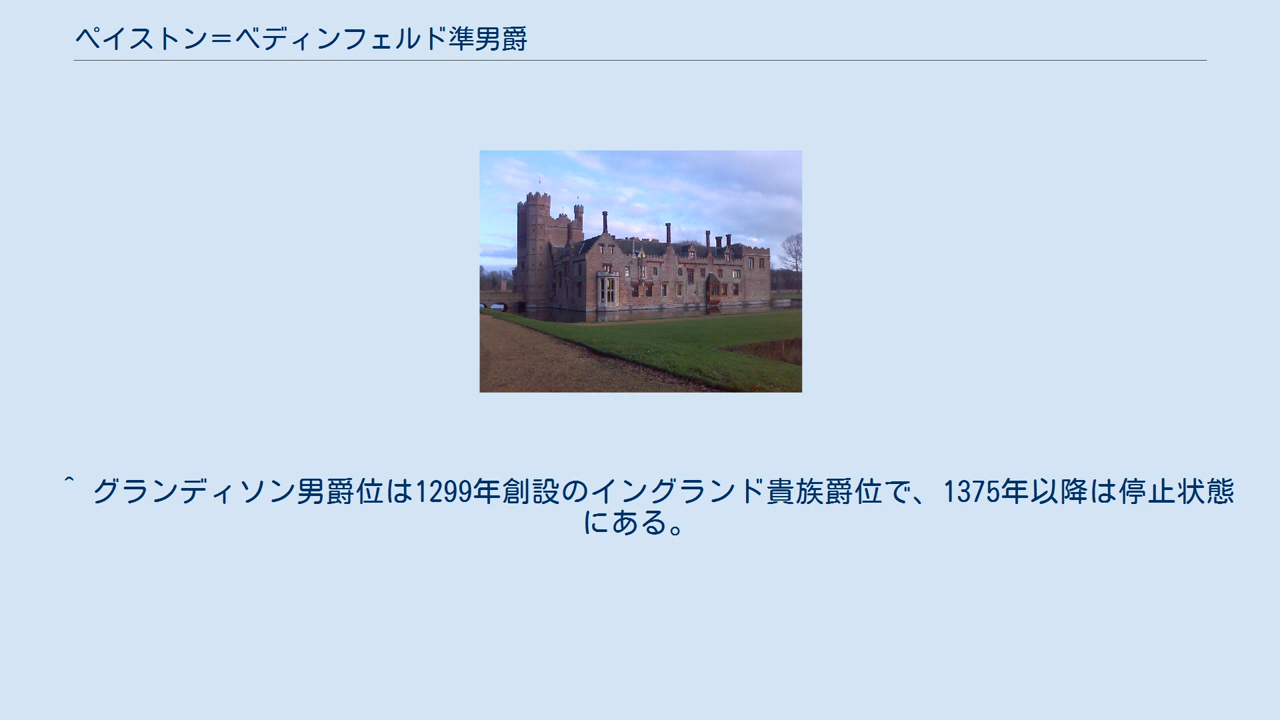 ペイストン＝ベディンフェルド準男爵
^ グランディソン男爵位は1299年創設のイングランド貴族爵位で、1375年以降は停止状態
にある。